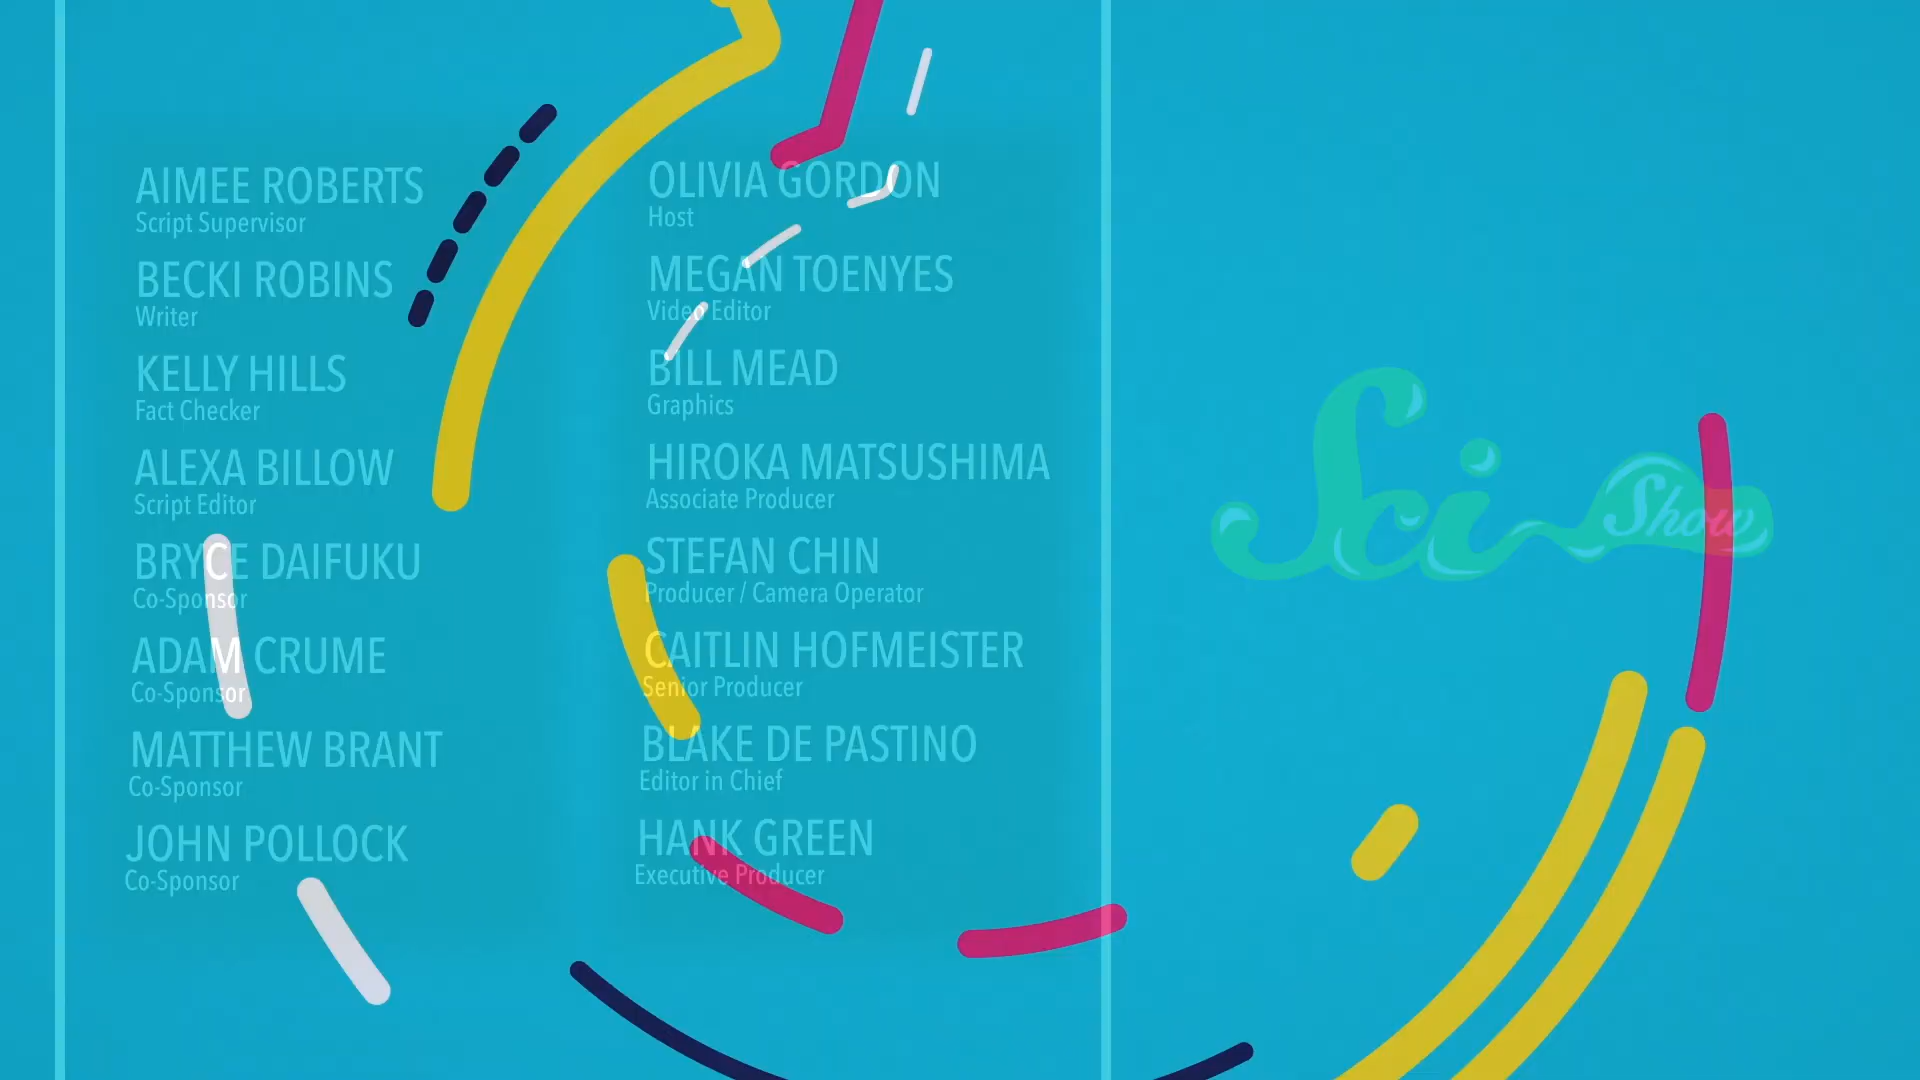 AIMEE ROBERTS
Script Supervisor
BECKI ROBINS
Writer
KELLY HILLS
Fact Checker
ALEXA BILLOW
Script Editor
BRYCE DAIFUKU
Co-Sponsor
ADAM CRUME
Co-Sponsor
MATTHEW BRANT
Co-Sponsor
JOHN POLLOCK
Co-Sponsor
OLIVIA GORDON
Host
MEGAN TOENYES
Video Editor
BILL MEAD
Graphics
HIROKA MATSUSHIMA
Associate Producer
STEFAN CHIN
Producer / Camera Operator
CAITLIN HOFMEISTER
Senior Producer
BLAKE DE PASTINO
Editor in Chief
HANK GREEN
Executive Producer
Sci Show